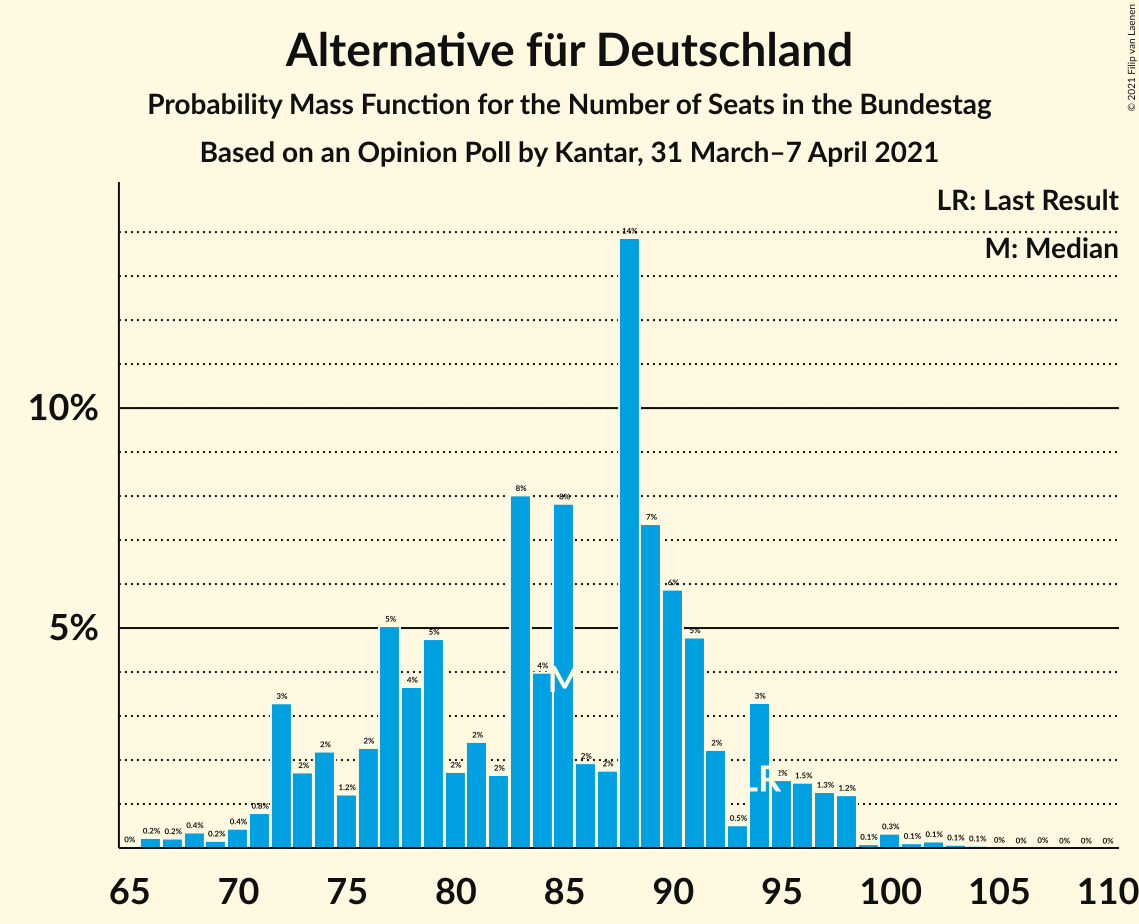 Alternative für Deutschland
Probability Mass Function for the Number of Seats in the Bundestag
Based on an Opinion Poll by Kantar, 31 March–7 April 2021
© 2021 Filip van Laenen
LR: Last Result
M: Median
10%
5%
0% 0.2% 0.2% 0.4% 0.2% 0.4% 0.8% 3% 2% 2% 1.2% 2% 5% 4% 5% 2% 2% 2% 8% 4% 8% 2% 2% 14% 7% 6% 5% 2% 0.5% 3% 2% 1.5% 1.3% 1.2% 0.1% 0.3% 0.1% 0.1% 0.1% 0.1% 0% 0% 0% 0% 0% 0%
M
LR
65 70 75 80 85 90 95 100 105 110